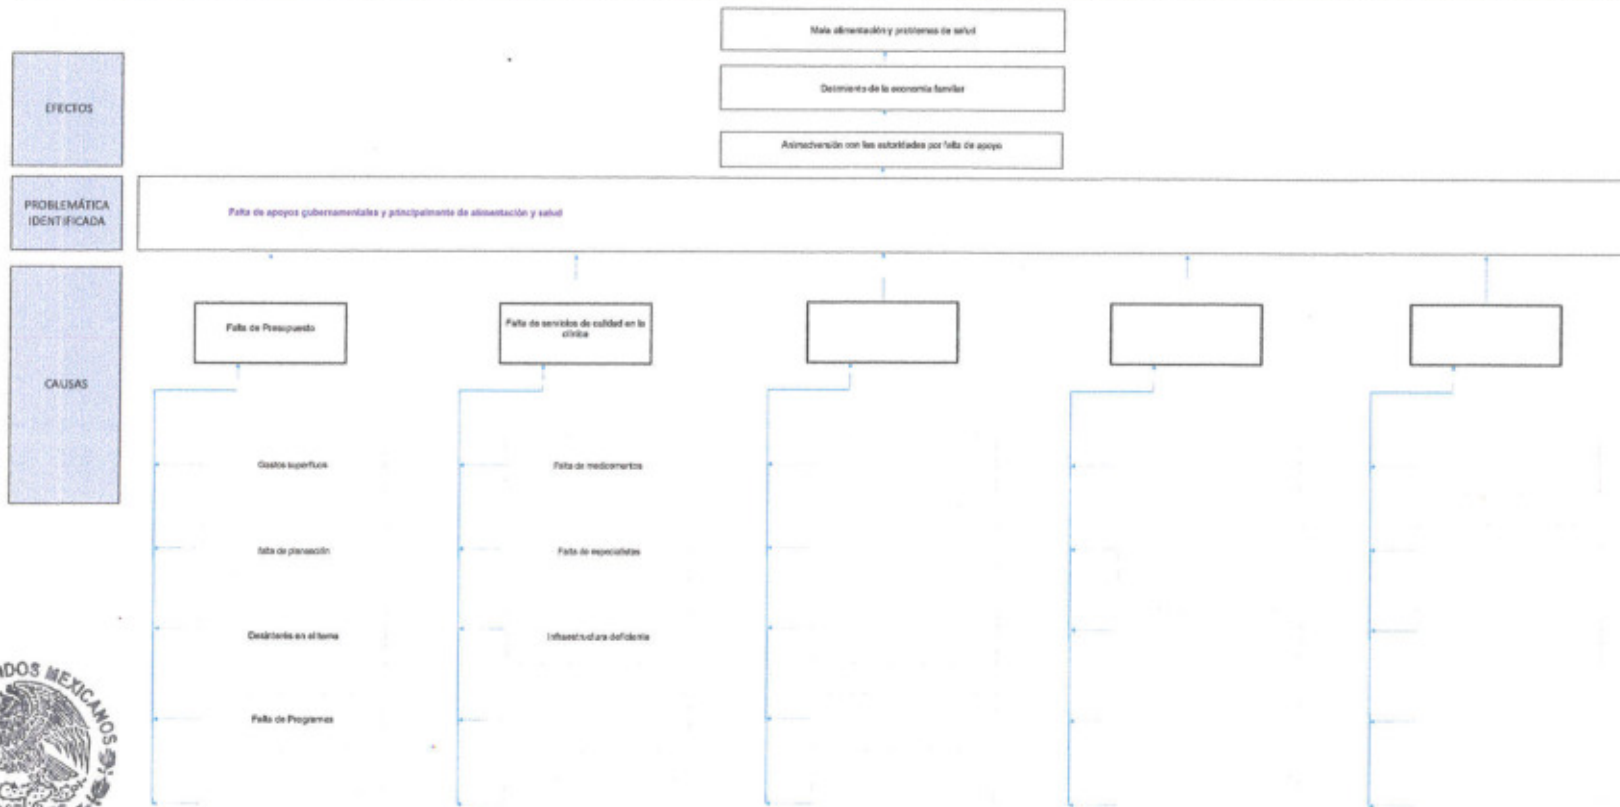 Mala alimentación y problemas de salud
EFECTOS
Detrimento de la economía familiar
Animadversión con las autoridades por falta de apoyo
PROBLEMÁTICA
IDENTIFICADA
Falta de apoyos gubernamentales y principalmente de alimentación y salud
CAUSAS
Falta de Presupuesto
Falta de servicios de calidad en la
clínica
Gastos superfluos
Falta de medicamentos
falta de planeación
Falta de especialistas
Desinterés en el tema
Infraestructura deficiente
Falta de Programas
DOS MEXICANOS